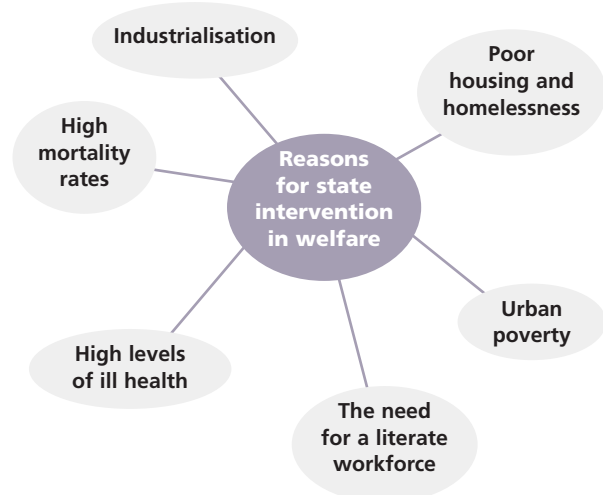 Industrialisation
Poor
housing and
homelessness
High
mortality
rates
Reasons
for state
intervention
in welfare
Urban
poverty
High levels
of ill health
The need
for a literate
workforce